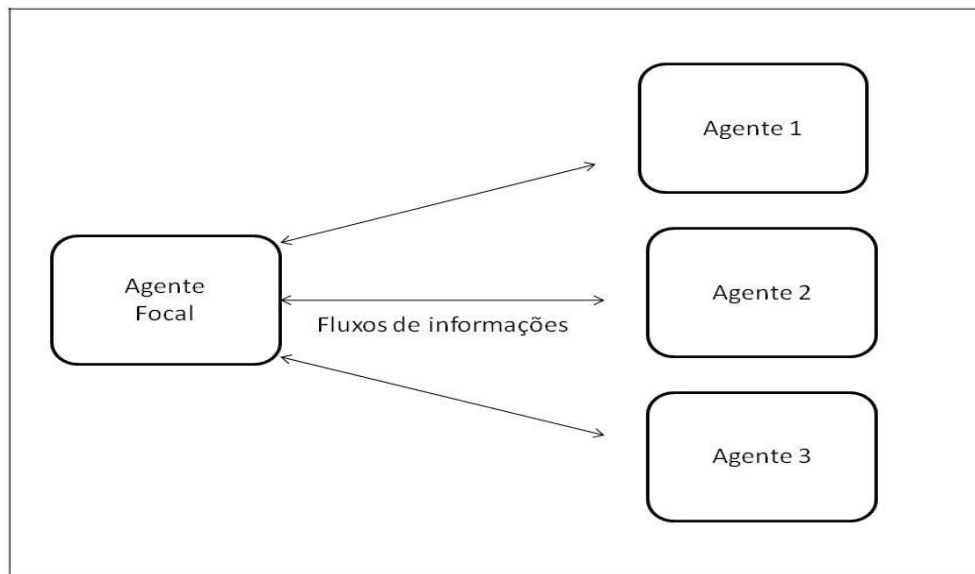 Agente 1
Agente
Focal
Agente 2
Fluxos de informações
Agente 3